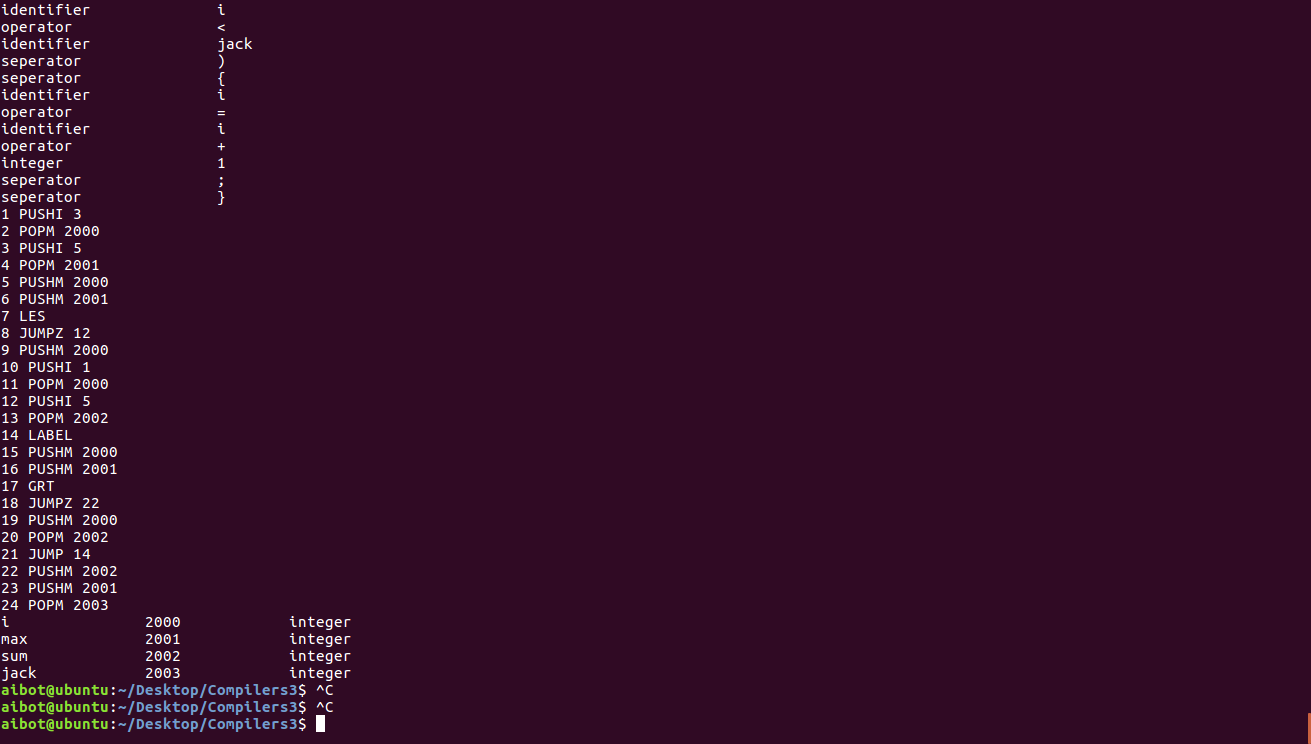 identifier i
operator <
identifier jack
seperator )
seperator {
identifier i
operator =
identifier i
operator +
integer 1
seperator ;
seperator }
1 PUSHI 3
2 POPM 2000
3 PUSHI 5
4 POPM 2001
5 PUSHM 2000
6 PUSHM 2001
7 LES
8 JUMPZ 12
9 PUSHM 2000
10 PUSHI 1
11 POPM 2000
12 PUSHI 5
13 POPM 2002
14 LABEL
15 PUSHM 2000
16 PUSHM 2001
17 GRT
18 JUMPZ 22
19 PUSHM 2000
20 POPM 2002
21 JUMP 14
22 PUSHM 2002
23 PUSHM 2001
24 POPM 2003
i 2000 integer
max 2001 integer
sum 2002 integer
jack 2003 integer
aibot@ubuntu:~/Desktop/Compilers3$ ^C
aibot@ubuntu:~/Desktop/Compilers3$ ^C
aibot@ubuntu:~/Desktop/Compilers3$